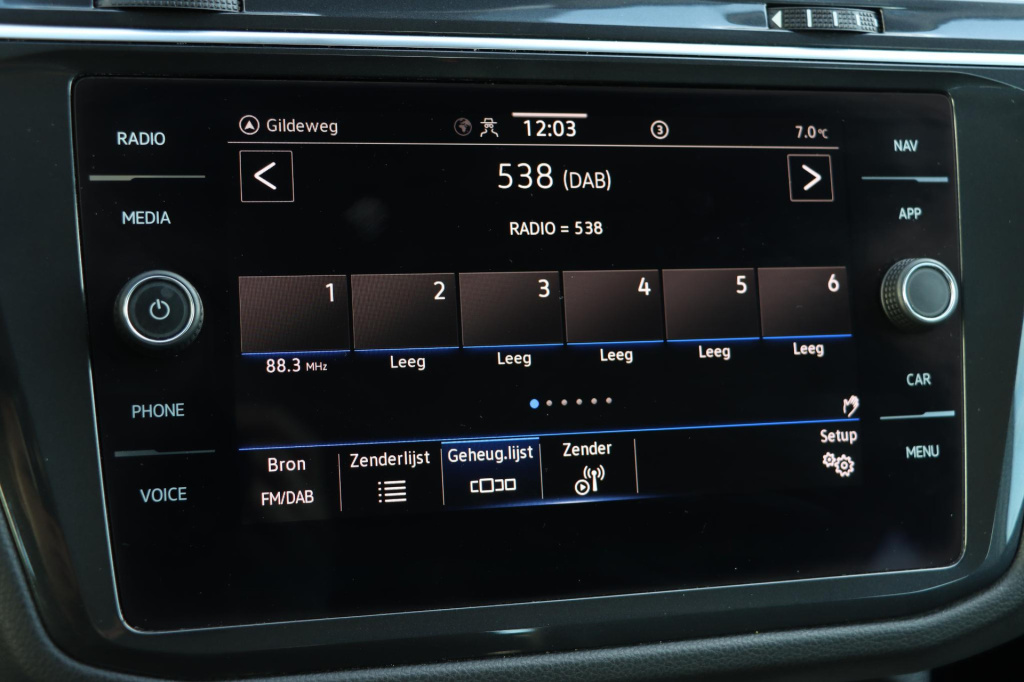 RADIO
MEDIA
PHONE
VOICE
Gildeweg
12:03
3
7.0°C
<
538 (DAB)
>
RADIO = 538
1 2 3 4 5 6
88.3 MHz Leeg Leeg Leeg Leeg Leeg
Bron
FM/DAB
Zenderlijst
Geheug.lijst
Zender
Setup
NAV
APP
CAR
MENU